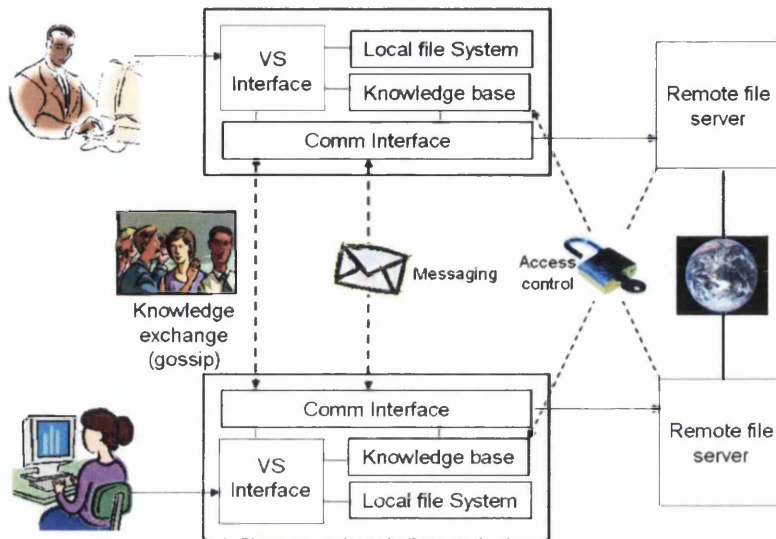 VS
Interface
Local file System
Knowledge base
Comm Interface
Remote file
server
Knowledge
exchange
(gossip)
Messaging
Access
control
Comm Interface
VS
Interface
Knowledge base
Local file System
Remote file
server